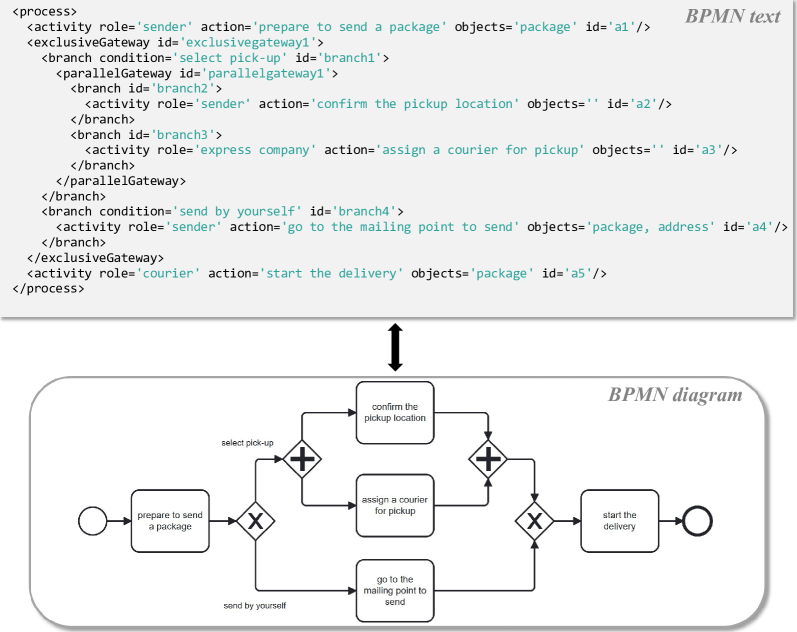 BPMN text
<process>
<activity role='sender' action='prepare to send a package' objects='package' id='a1'/>
<exclusiveGateway id='exclusivegateway1'>
<branch condition='select pick-up' id='branch1'>
<parallelGateway id='parallelgateway1'>
<branch id='branch2'>
<activity role='sender' action='confirm the pickup location' objects='' id='a2'/>
</branch>
<branch id='branch3'>
<activity role='express company' action='assign a courier for pickup' objects='' id='a3'/>
</branch>
</parallelGateway>
</branch>
<branch condition='send by yourself' id='branch4'>
<activity role='sender' action='go to the mailing point to send' objects='package, address' id='a4'/>
</branch>
</exclusiveGateway>
<activity role='courier' action='start the delivery' objects='package' id='a5'/>
</process>
BPMN diagram
confirm the
pickup location
select pick-up
prepare to send
a package
X
assign a courier
for pickup
X
start the
delivery
go to the
mailing point to
send
send by yourself